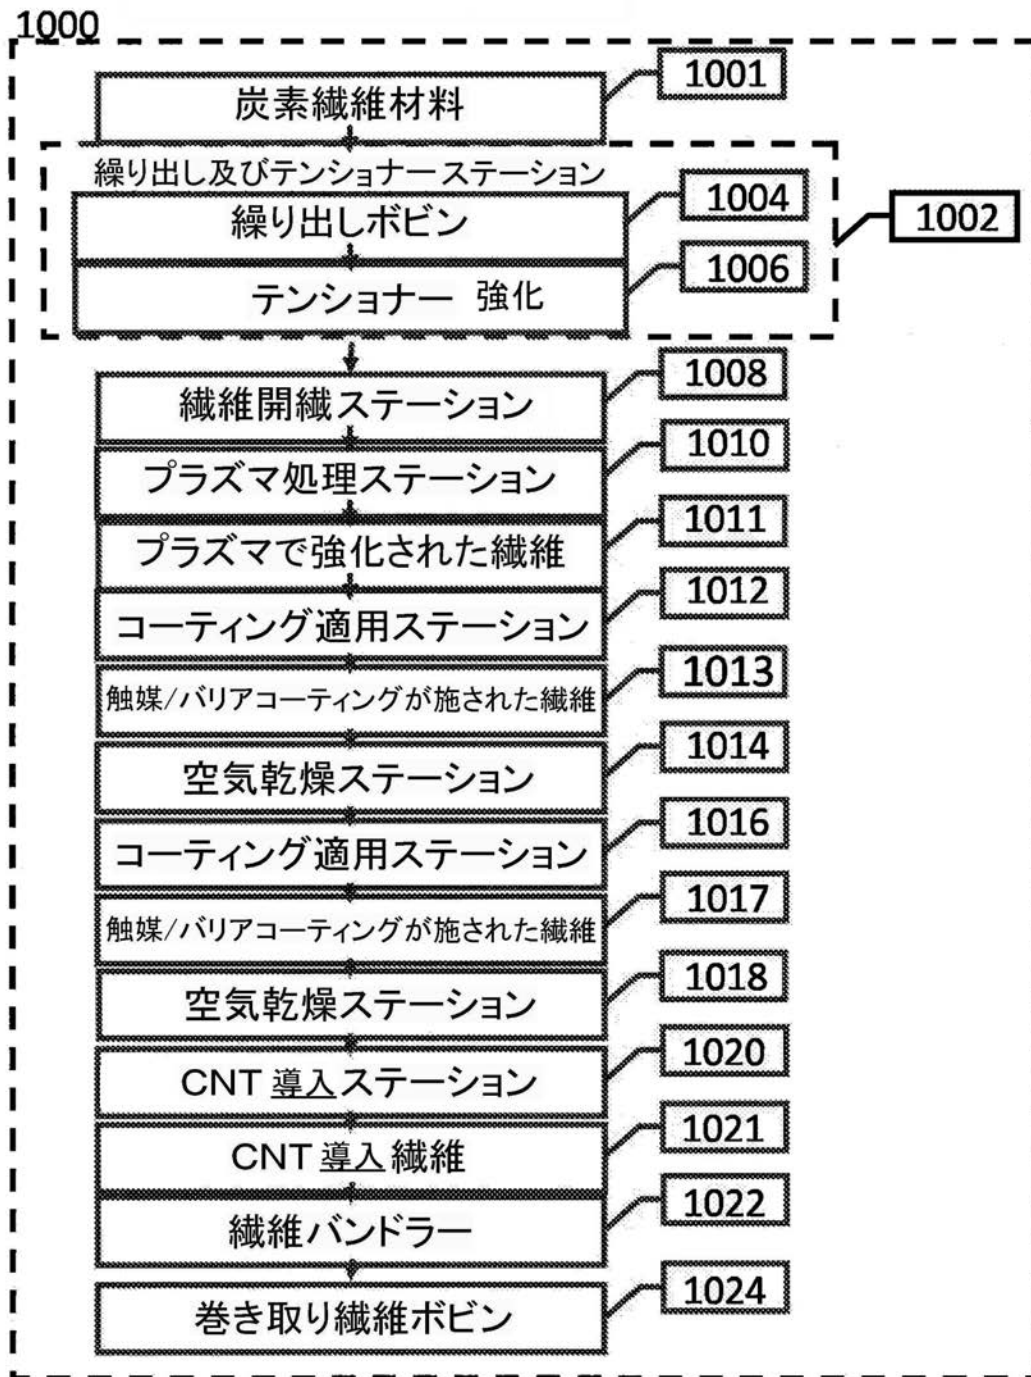 1000
炭素繊維材料
1001
繰り出し及びテンショナーステーション
繰り出しボビン
1004
1002
テンショナー 強化
1006
繊維開繊ステーション
1008
プラズマ処理ステーション
1010
プラズマで強化された繊維
1011
コーティング適用ステーション
1012
触媒/バリアコーティングが施された繊維
1013
空気乾燥ステーション
1014
コーティング適用ステーション
1016
触媒/バリアコーティングが施された繊維
1017
空気乾燥ステーション
1018
CNT 導入ステーション
1020
CNT 導入繊維
1021
繊維バンドラー
1022
巻き取り繊維ボビン
1024